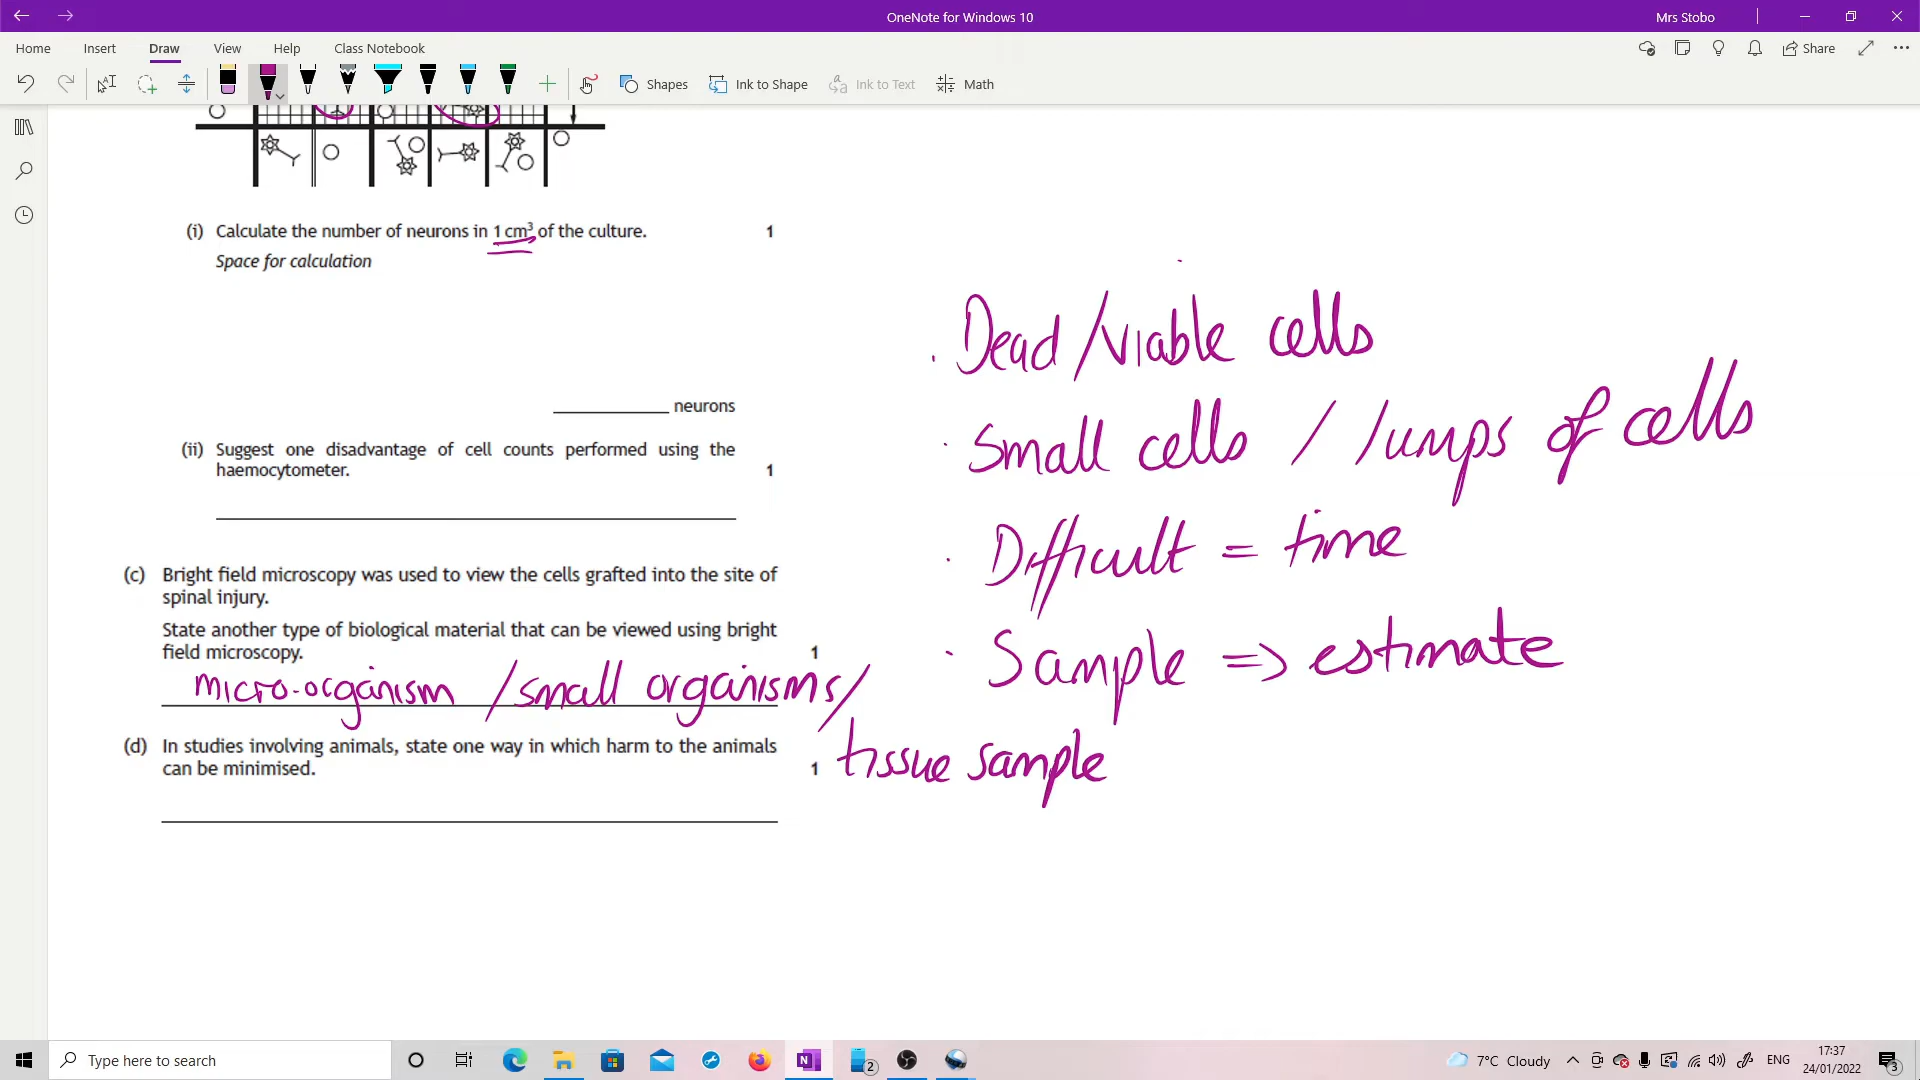 OneNote for Windows 10
Mrs Stobo
Home Insert Draw View Help Class Notebook
Share
Shapes Ink to Shape Ink to Text Math
(i) Calculate the number of neurons in 1 cm³ of the culture. 1
Space for calculation
neurons
(ii) Suggest one disadvantage of cell counts performed using the
haemocytometer. 1
(c) Bright field microscopy was used to view the cells grafted into the site of
spinal injury.
State another type of biological material that can be viewed using bright
field microscopy. 1
micro-organism / small organisms /
tissue sample
(d) In studies involving animals, state one way in which harm to the animals
can be minimised. 1
. Dead / viable cells
. Small cells / lumps of cells
. Difficult = time
. Sample => estimate
Type here to search
2
7°C Cloudy
ENG
17:37
24/01/2022
3